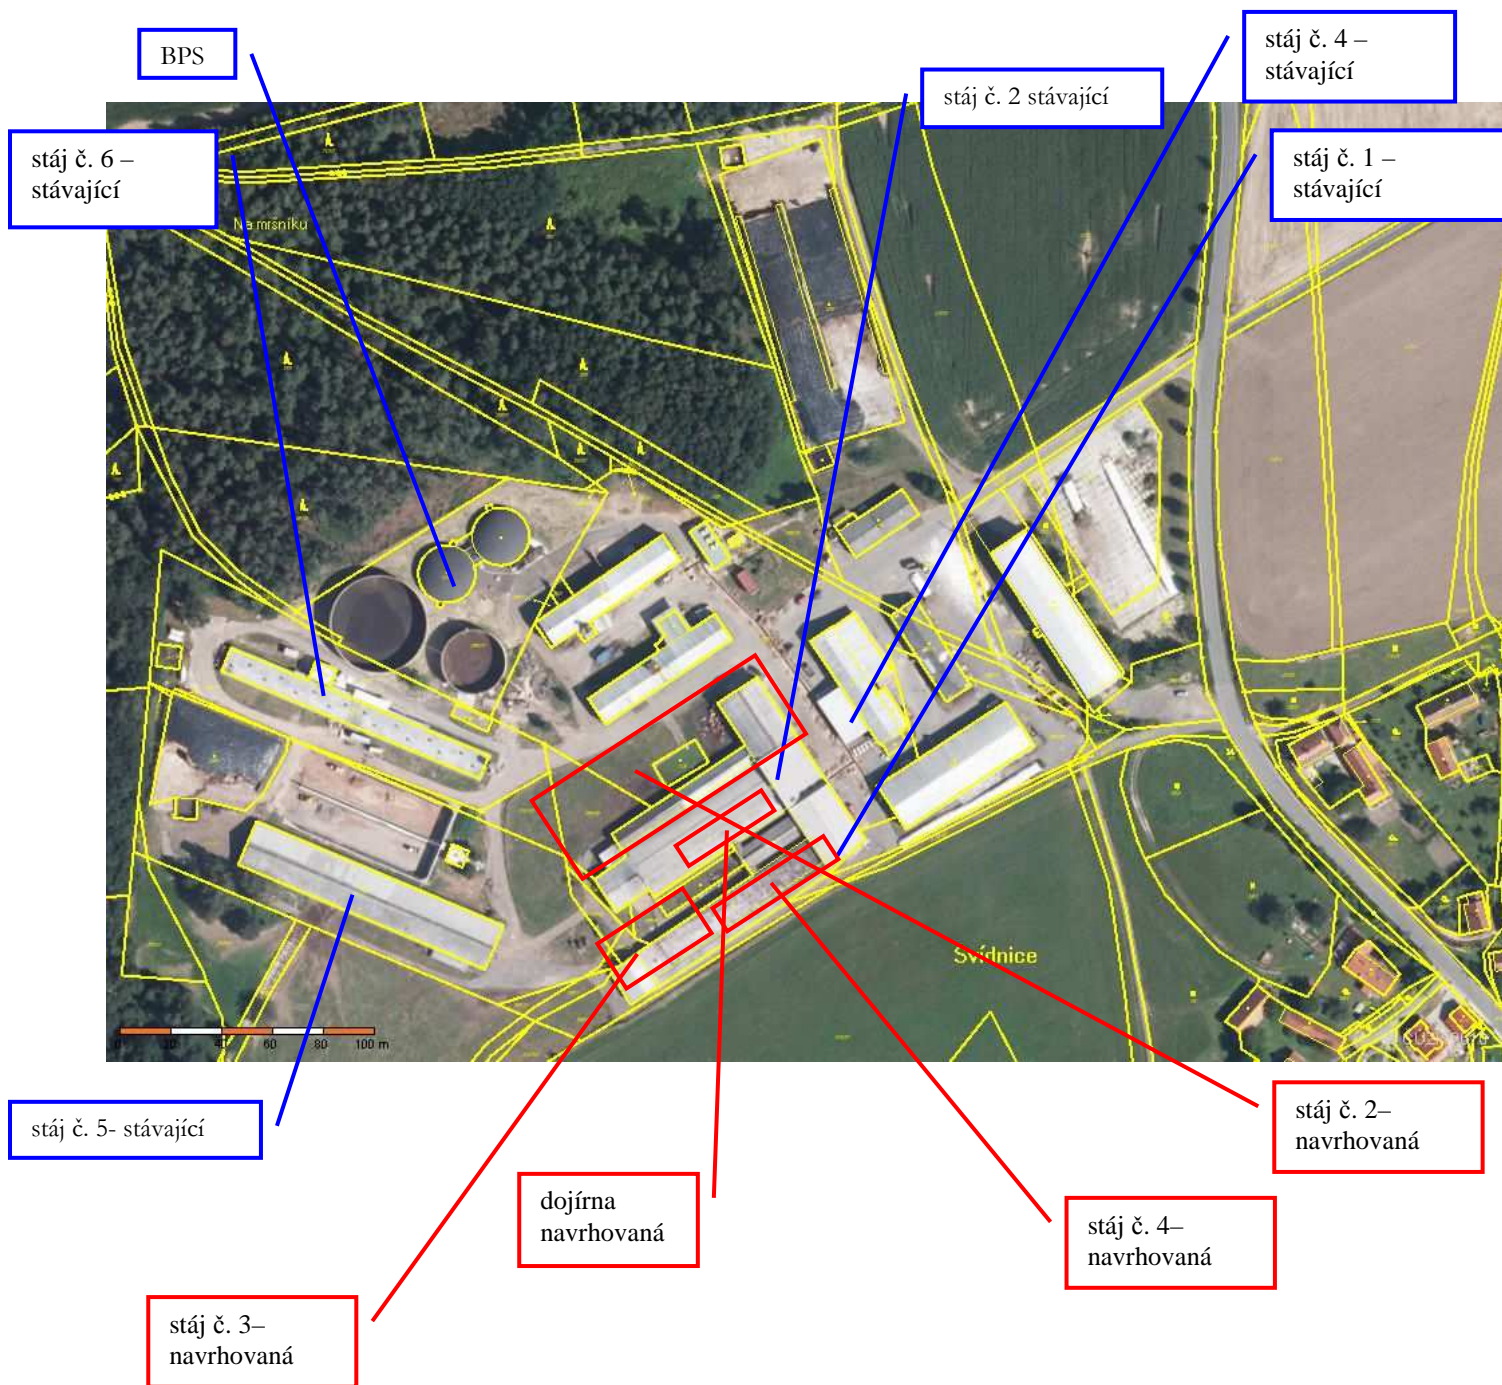 stáj č. 4 –
stávající
BPS
stáj č. 2 stávající
stáj č. 6 –
stávající
stáj č. 1 –
stávající
Na mršníku
Svídnice
20
40
60
80
100 m
stáj č. 5- stávající
stáj č. 2–
navrhovaná
dojírna
navrhovaná
stáj č. 4–
navrhovaná
stáj č. 3–
navrhovaná